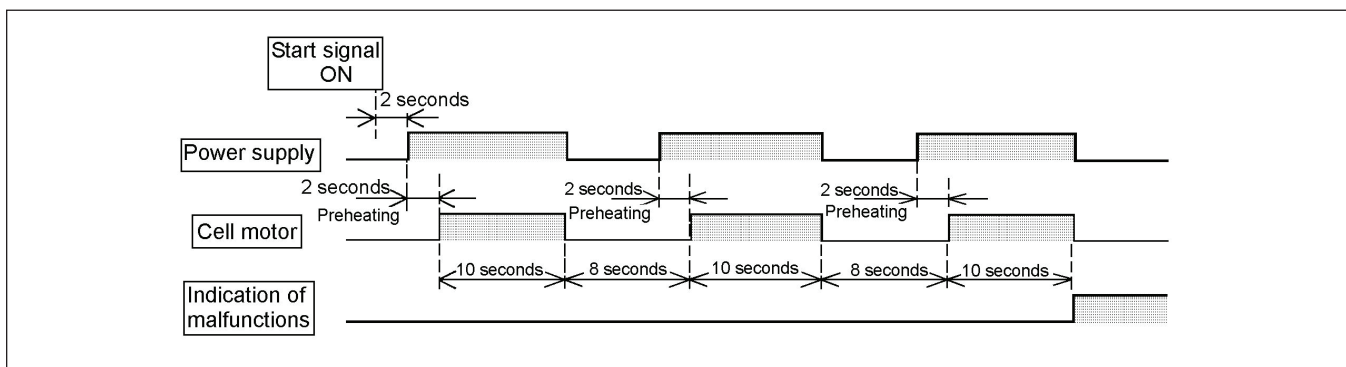 Start signal
ON
2 seconds
Power supply
2 seconds
Preheating
2 seconds
Preheating
2 seconds
Preheating
Cell motor
10 seconds
8 seconds
10 seconds
8 seconds
10 seconds
Indication of
malfunctions